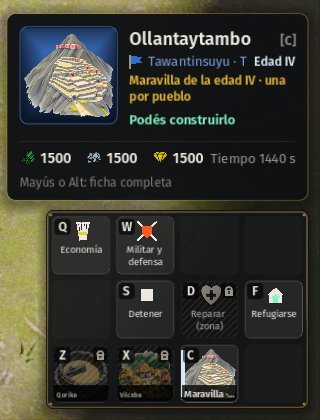 Ollantaytambo [C]
Tawantinsuyu · T Edad IV
Maravilla de la edad IV · una
por pueblo
Podés construirlo
1500 1500 1500 Tiempo 1440 s
Mayús o Alt: ficha completa
Q W
Economía Militar y
defensa
S D F
Detener Reparar
(zona) Refugiarse
Z X C
Qorika Vilcaba Maravilla -...